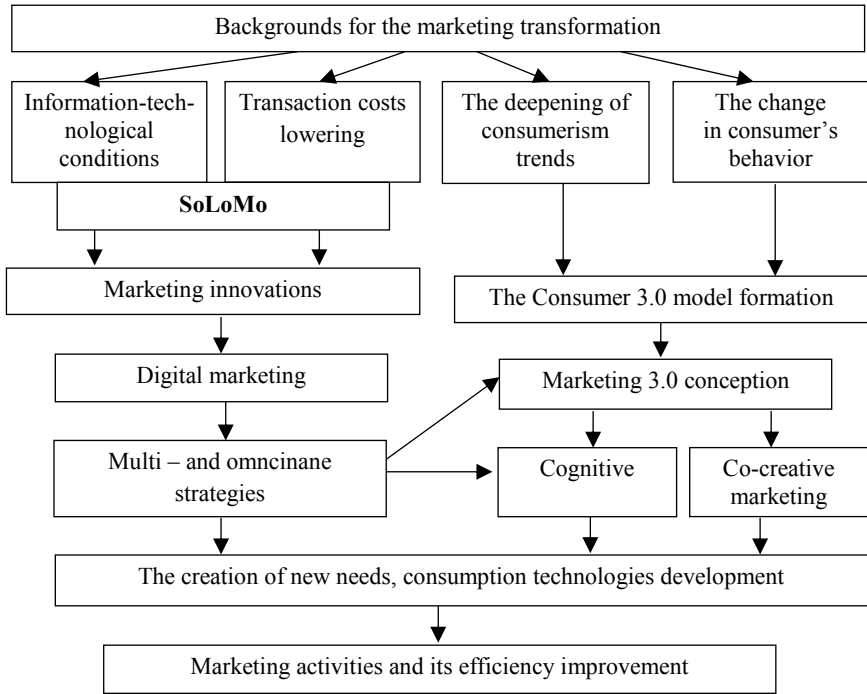 Backgrounds for the marketing transformation
Information-tech-
nological
conditions
Transaction costs
lowering
The deepening of
consumerism
trends
The change
in consumer’s
behavior
SoLoMo
Marketing innovations
The Consumer 3.0 model formation
Digital marketing
Marketing 3.0 conception
Multi – and omncinane
strategies
Cognitive
Co-creative
marketing
The creation of new needs, consumption technologies development
Marketing activities and its efficiency improvement